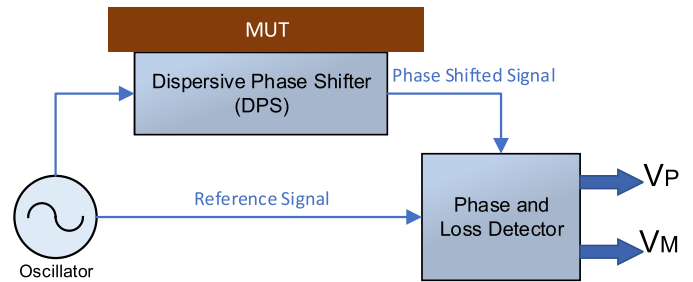 MUT
Dispersive Phase Shifter
(DPS)
Phase Shifted Signal
Reference Signal
Phase and
Loss Detector
VP
VM
Oscillator